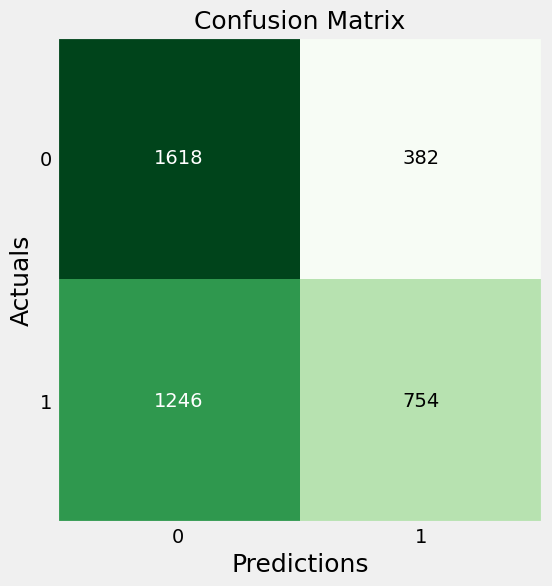 Confusion Matrix
Actuals
0
1618
382
1
1246
754
0
1
Predictions